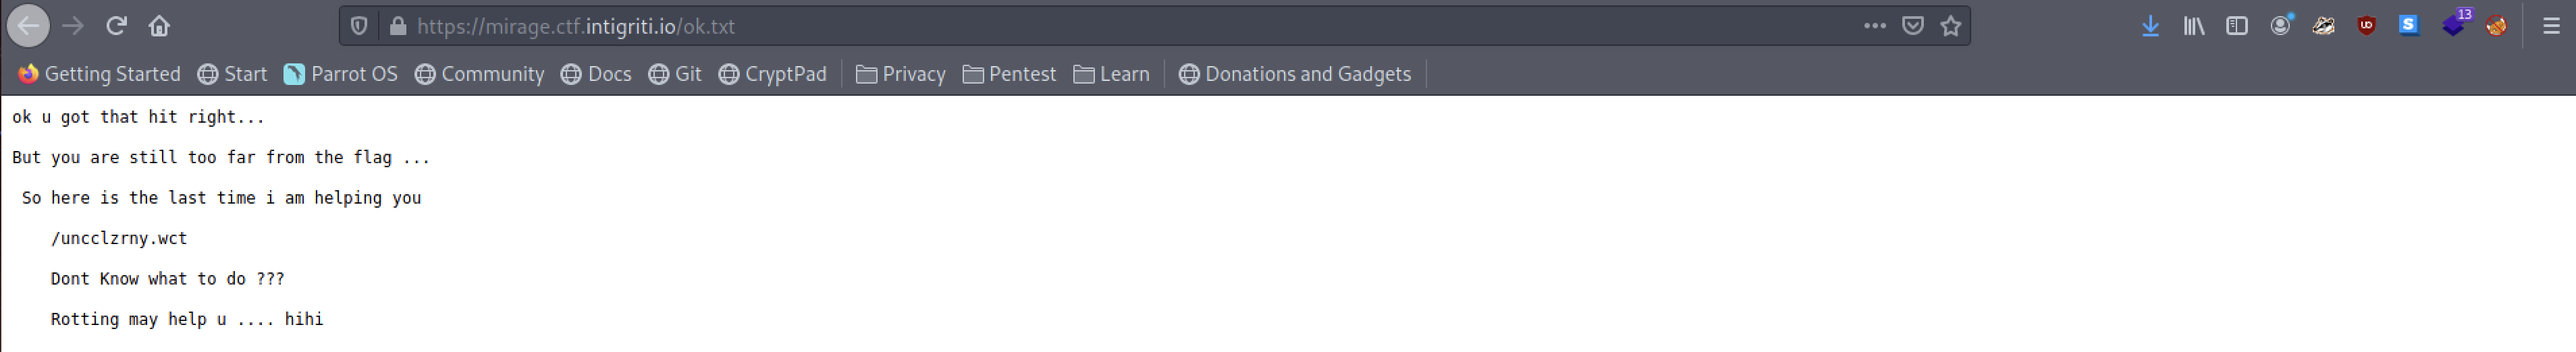 https://mirage.ctf.intigriti.io/ok.txt
13
Getting Started Start Parrot OS Community Docs Git CryptPad Privacy Pentest Learn Donations and Gadgets
ok u got that hit right...
But you are still too far from the flag ...
So here is the last time i am helping you
/uncclzrny.wct
Dont Know what to do ???
Rotting may help u .... hihi